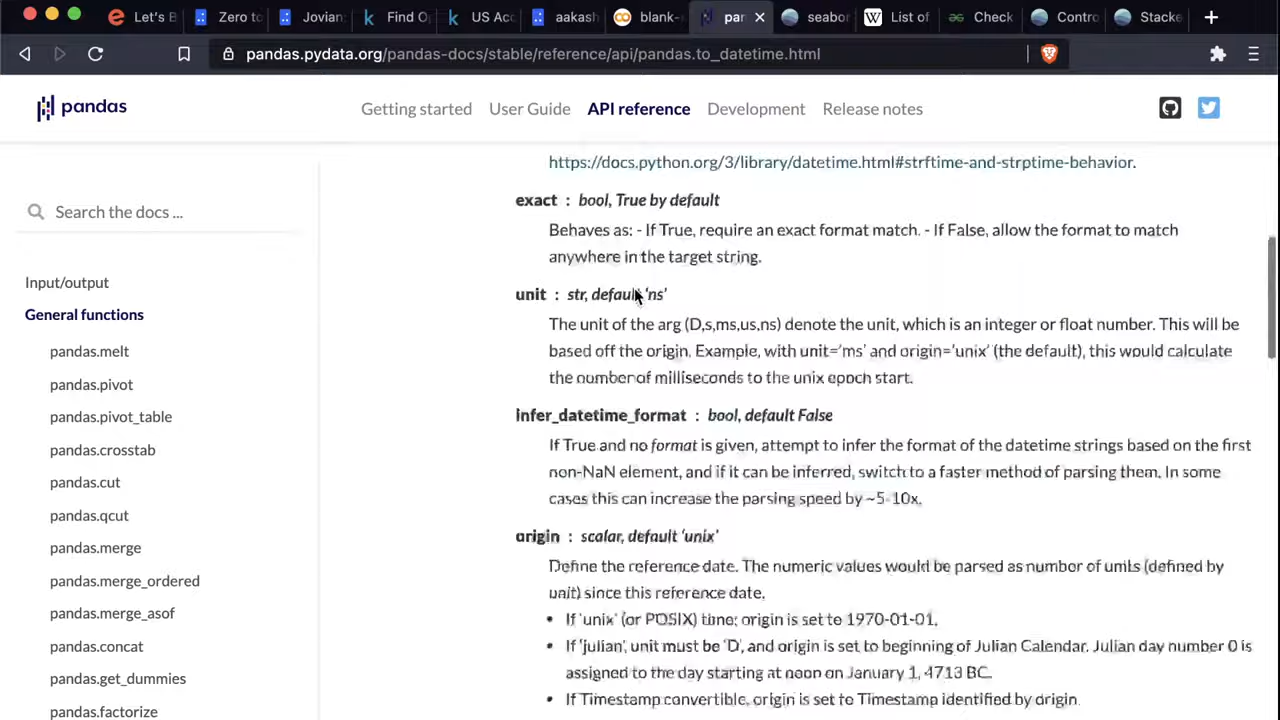 Let's B
Zero to
Jovian:
Find O
US Acc
aakash
blank-
par
seabor
List of
Check
Contro
Stacke
pandas.pydata.org/pandas-docs/stable/reference/api/pandas.to_datetime.html
pandas
Getting started
User Guide
API reference
Development
Release notes
Search the docs ...
Input/output
General functions
pandas.melt
pandas.pivot
pandas.pivot_table
pandas.crosstab
pandas.cut
pandas.qcut
pandas.merge
pandas.merge_ordered
pandas.merge_asof
pandas.concat
pandas.get_dummies
pandas.factorize
https://docs.python.org/3/library/datetime.html#strftime-and-strptime-behavior.
exact : bool, True by default
Behaves as: - If True, require an exact format match. - If False, allow the format to match
anywhere in the target string.
unit : str, default 'ns'
The unit of the arg (D,s,ms,us,ns) denote the unit, which is an integer or float number. This will be
based off the origin. Example, with unit='ms' and origin='unix' (the default), this would calculate
the number of milliseconds to the unix epoch start.
infer_datetime_format : bool, default False
If True and no format is given, attempt to infer the format of the datetime strings based on the first
non-NaN element, and if it can be inferred, switch to a faster method of parsing them. In some
cases this can increase the parsing speed by ~5-10x.
origin : scalar, default 'unix'
Define the reference date. The numeric values would be parsed as number of units (defined by
unit) since this reference date.
• If 'unix' (or POSIX) time; origin is set to 1970-01-01.
• If 'julian', unit must be 'D', and origin is set to beginning of Julian Calendar. Julian day number 0 is
assigned to the day starting at noon on January 1, 4713 BC.
• If Timestamp convertible, origin is set to Timestamp identified by origin.